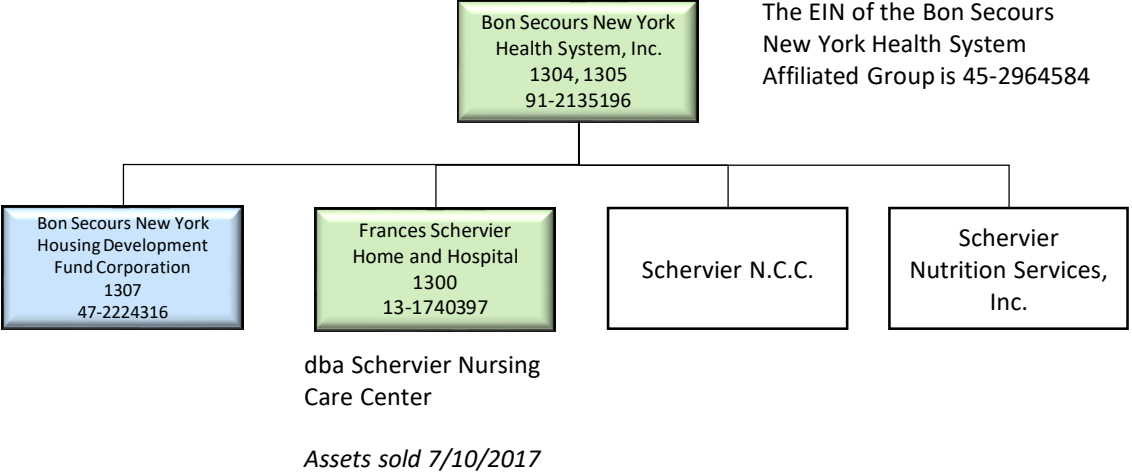 Bon Secours New York
Health System, Inc.
1304, 1305
91-2135196
The EIN of the Bon Secours
New York Health System
Affiliated Group is 45-2964584
Bon Secours New York
Housing Development
Fund Corporation
1307
47-2224316
Frances Schervier
Home and Hospital
1300
13-1740397
Schervier N.C.C.
Schervier
Nutrition Services,
Inc.
dba Schervier Nursing
Care Center
Assets sold 7/10/2017